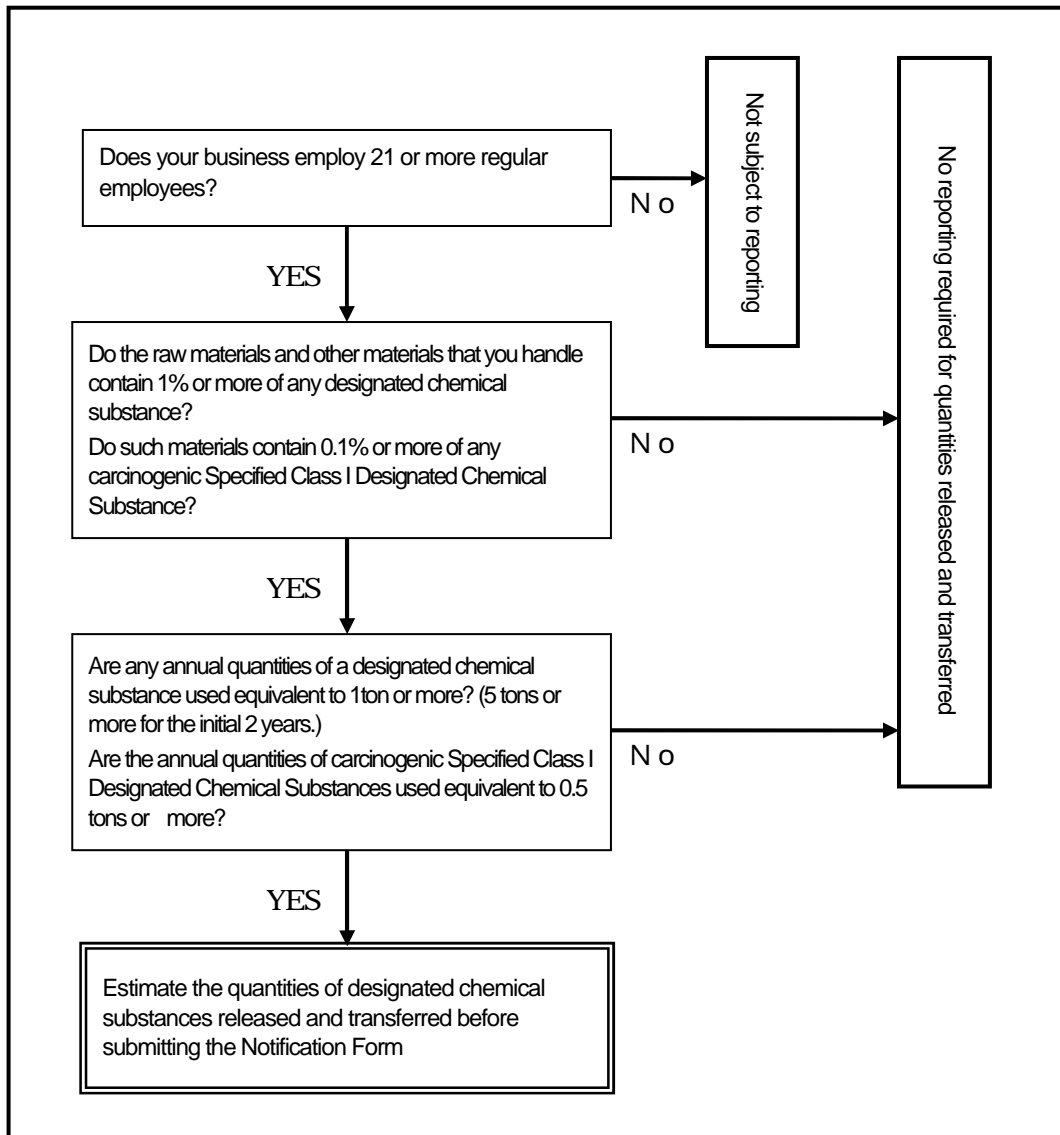 Does your business employ 21 or more regular
employees?
No
Not subject to reporting
YES
Do the raw materials and other materials that you handle
contain 1% or more of any designated chemical
substance?
Do such materials contain 0.1% or more of any
carcinogenic Specified Class I Designated Chemical
Substance?
No
No reporting required for quantities released and transferred
YES
Are any annual quantities of a designated chemical
substance used equivalent to 1ton or more? (5 tons or
more for the initial 2 years.)
Are the annual quantities of carcinogenic Specified Class I
Designated Chemical Substances used equivalent to 0.5
tons or more?
No
YES
Estimate the quantities of designated chemical
substances released and transferred before
submitting the Notification Form